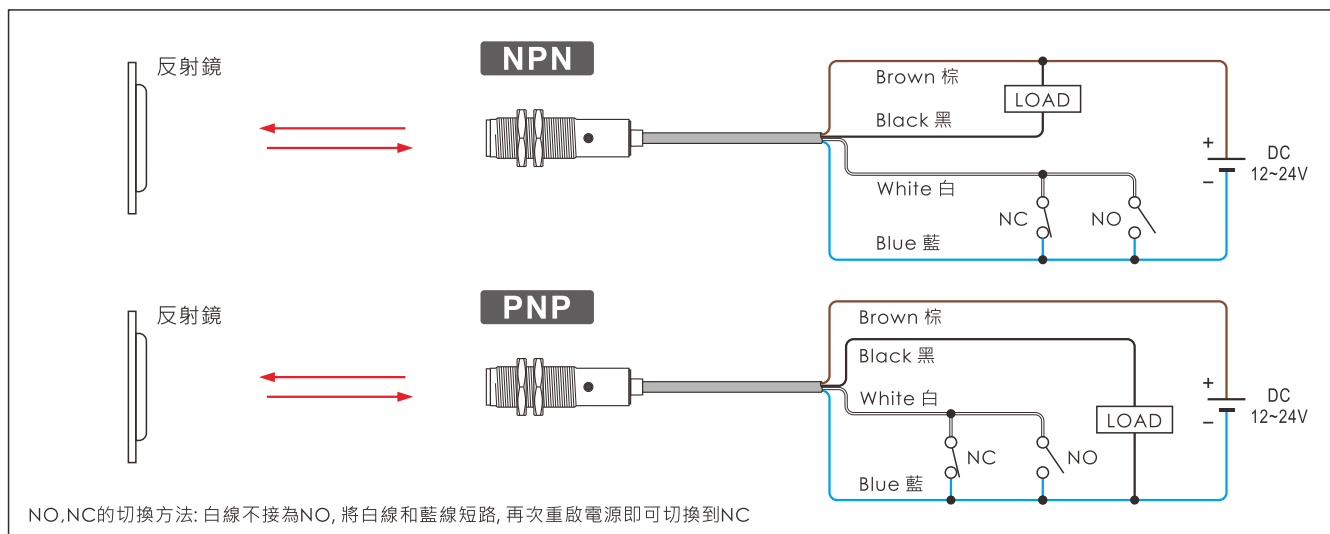 反射鏡
NPN
Brown 棕
LOAD
Black 黑
+
DC
12~24V
−
White 白
NC
NO
Blue 藍
反射鏡
PNP
Brown 棕
Black 黑
+
DC
12~24V
−
White 白
LOAD
NC
NO
Blue 藍
NO,NC的切換方法: 白線不接為NO, 將白線和藍線短路, 再次重啟電源即可切換到NC